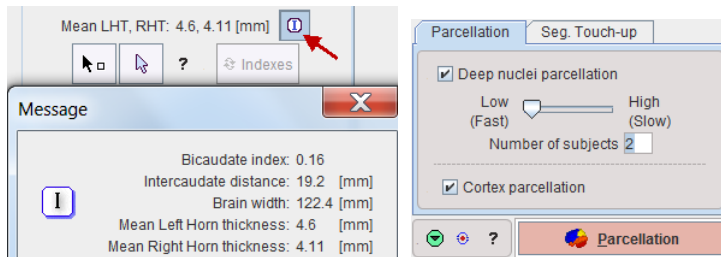 Mean LHT, RHT: 4.6, 4.11 [mm] I
? Indexes
Message
Bicaudate index: 0.16
I
Intercaudate distance: 19.2 [mm]
Brain width: 122.4 [mm]
Mean Left Horn thickness: 4.6 [mm]
Mean Right Horn thickness: 4.11 [mm]
Parcellation Seg. Touch-up
Deep nuclei parcellation
Low High
(Fast) (Slow)
Number of subjects 2
Cortex parcellation
? Parcellation